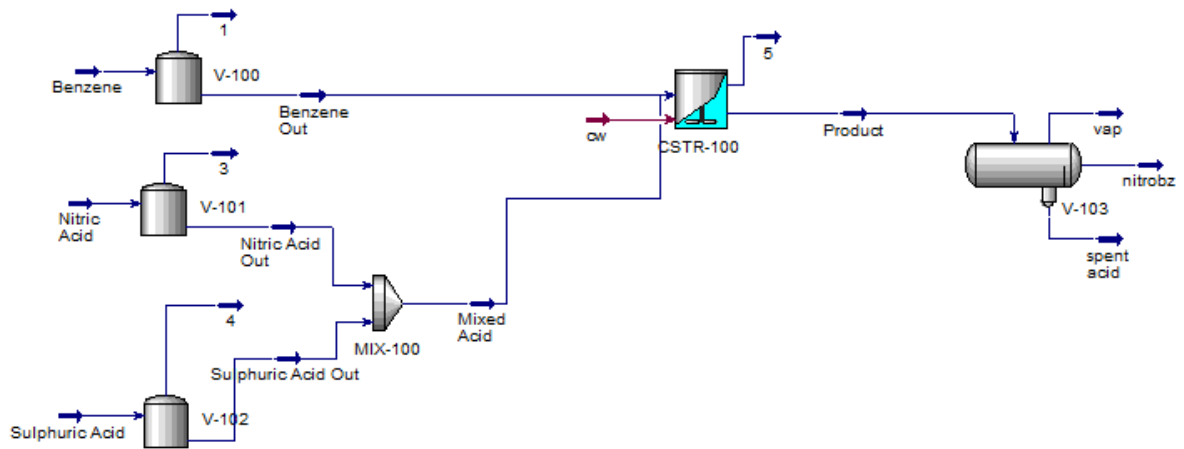 1
V-100
Benzene
Benzene
Out
5
cw
CSTR-100
Product
vap
nitrobz
V-103
spent
acid
3
V-101
Nitric
Acid
Nitric Acid
Out
MIX-100
Mixed
Acid
4
Sulphuric Acid Out
V-102
Sulphuric Acid